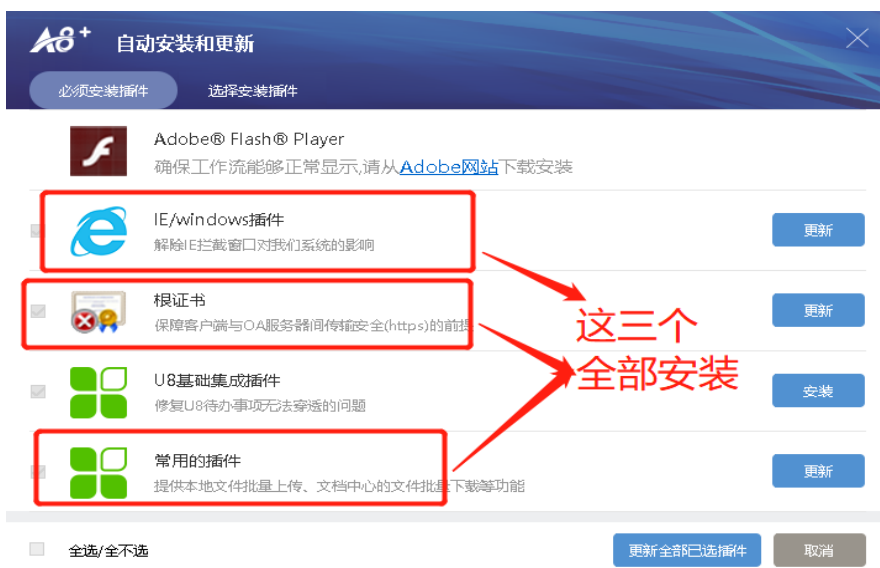 A8+ 自动安装和更新
必须安装插件 选择安装插件
Adobe® Flash® Player
确保工作流能够正常显示,请从Adobe网站下载安装
IE/windows插件
解除IE拦截窗口对我们系统的影响
更新
根证书
保障客户端与OA服务器间传输安全(https)的前提
更新
这三个
全部安装
U8基础集成插件
修复U8待办事项无法穿透的问题
安装
常用的插件
提供本地文件批量上传、文档中心的文件批量下载等功能
更新
全选/全不选
更新全部已选插件 取消